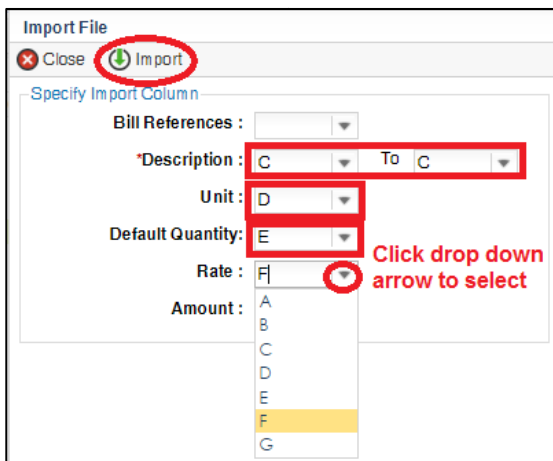 Import File
Close Import
Specify Import Column
Bill References :
*Description : C To C
Unit : D
Default Quantity: E
Click drop down
Rate : F arrow to select
Amount :
A
B
C
D
E
F
G